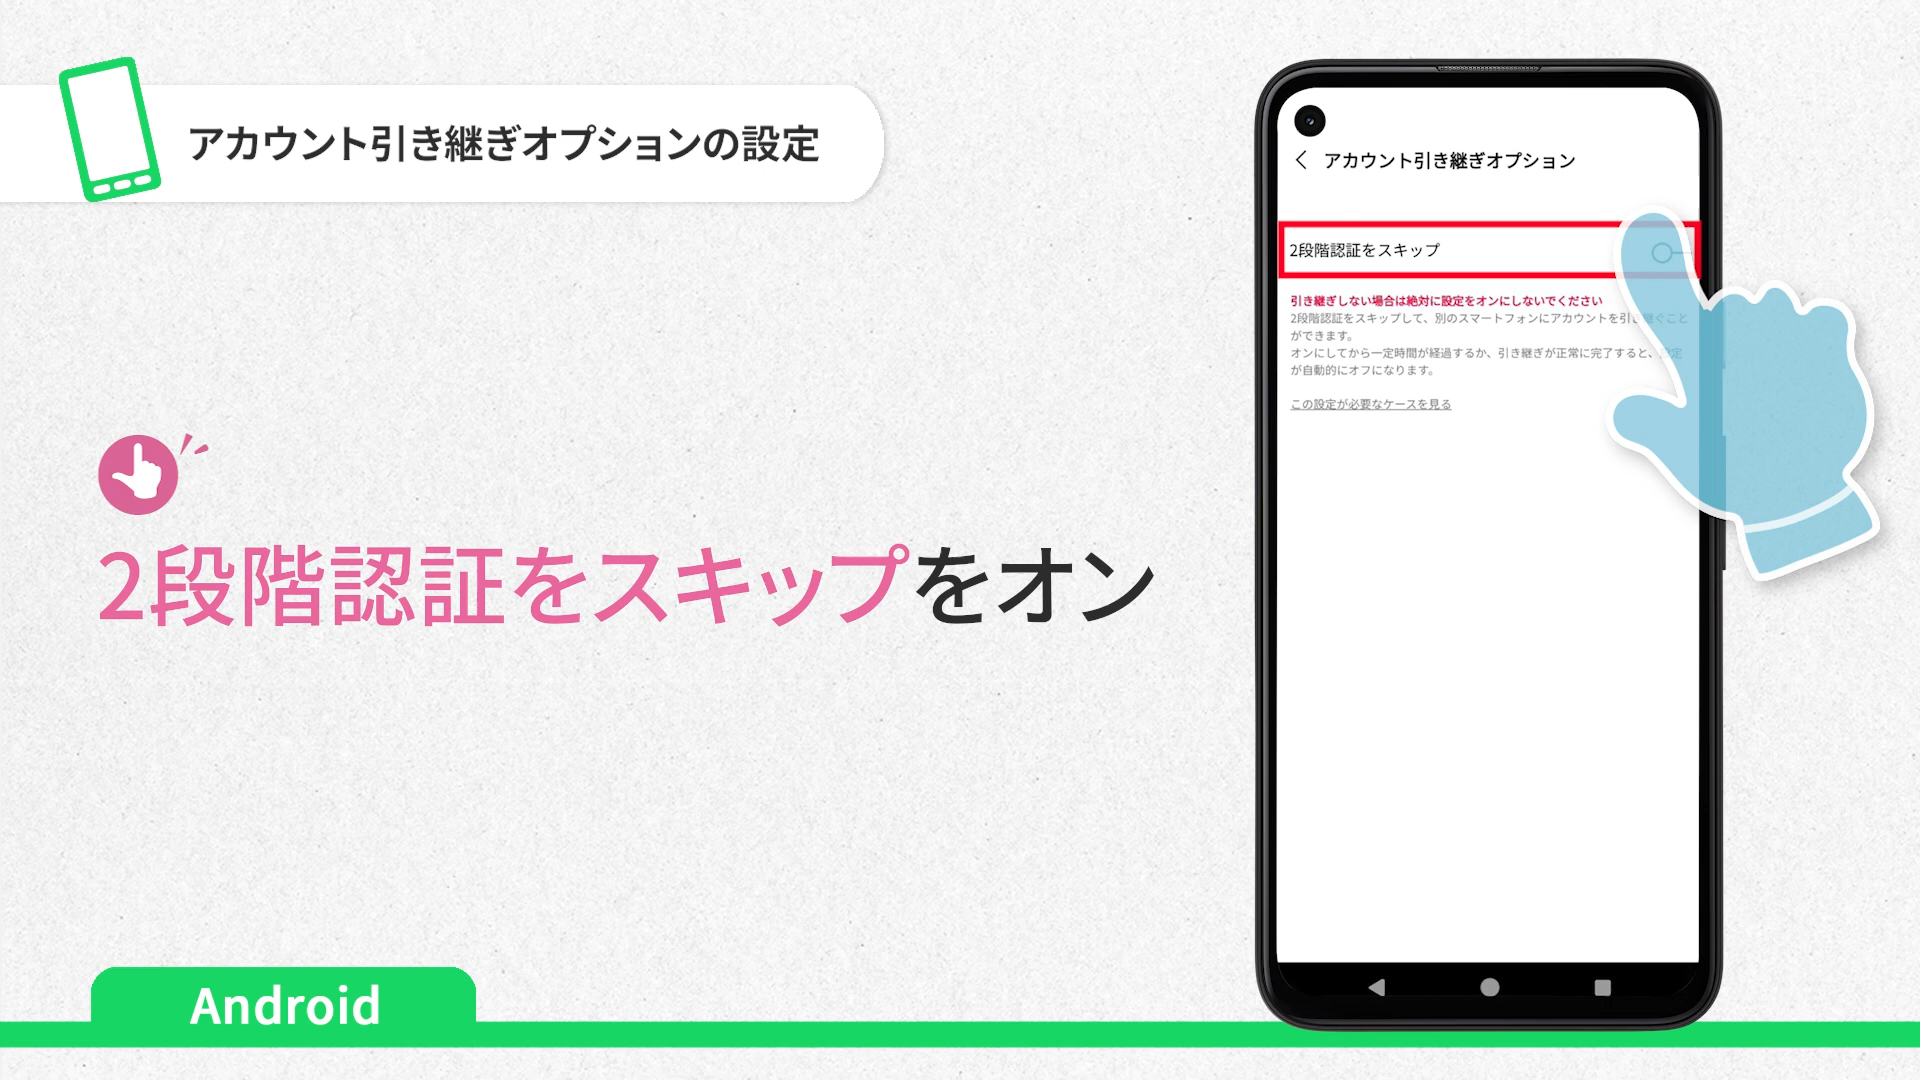 アカウント引き継ぎオプションの設定
2段階認証をスキップをオン
Android
アカウント引き継ぎオプション
2段階認証をスキップ
引き継ぎしない場合は絶対に設定をオンにしないでください
2段階認証をスキップして、別のスマートフォンにアカウントを引き継ぐこと
ができます。
オンにしてから一定時間が経過するか、引き継ぎが正常に完了すると、設定
が自動的にオフになります。
この設定が必要なケースを見る